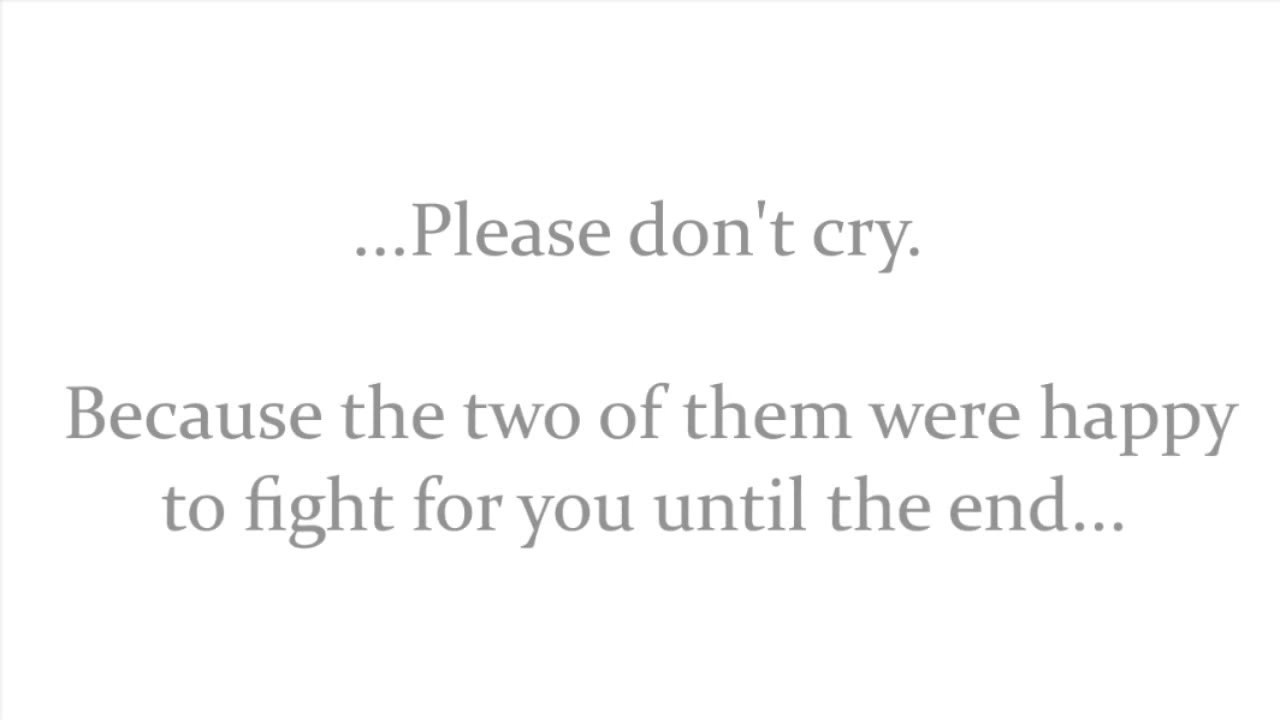 ...Please don't cry.
Because the two of them were happy
to fight for you until the end...